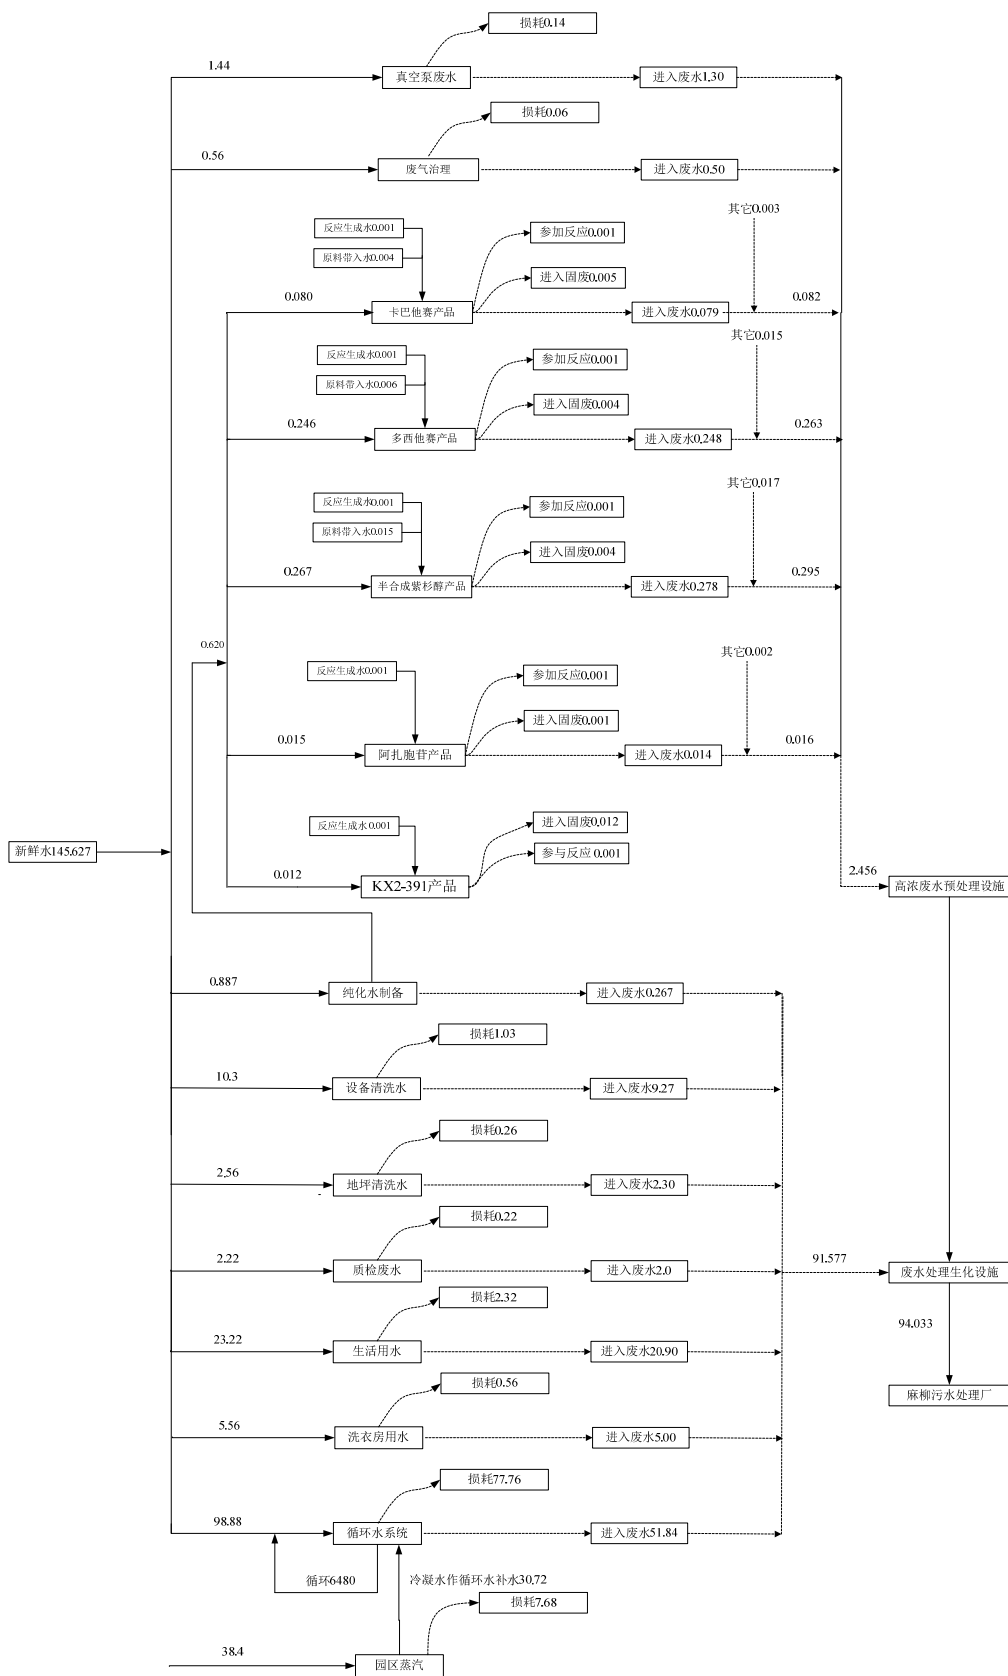 损耗0.14
1.44
真空泵废水
进入废水1.30
损耗0.06
0.56
废气治理
进入废水0.50
其它0.003
反应生成水0.001
参加反应0.001
原料带入水0.004
进入固废0.005
0.080
卡巴他赛产品
进入废水0.079
0.082
其它0.015
反应生成水0.001
参加反应0.001
原料带入水0.006
进入固废0.004
0.246
多西他赛产品
进入废水0.248
0.263
其它0.017
反应生成水0.001
参加反应0.001
原料带入水0.015
进入固废0.004
0.267
半合成紫杉醇产品
进入废水0.278
0.295
0.620
其它0.002
反应生成水0.001
参加反应0.001
进入固废0.001
0.015
阿扎胞苷产品
进入废水0.014
0.016
反应生成水0.001
进入固废0.012
新鲜水145.627
参与反应 0.001
0.012
KX2-391产品
2.456
高浓废水预处理设施
0.887
纯化水制备
进入废水0.267
损耗1.03
10.3
设备清洗水
进入废水9.27
损耗0.26
2.56
地坪清洗水
进入废水2.30
损耗0.22
2.22
质检废水
进入废水2.0
91.577
废水处理生化设施
损耗2.32
94.033
23.22
生活用水
进入废水20.90
损耗0.56
麻柳污水处理厂
5.56
洗衣房用水
进入废水5.00
损耗77.76
98.88
循环水系统
进入废水51.84
循环6480
冷凝水作循环水补水30.72
损耗7.68
38.4
园区蒸汽